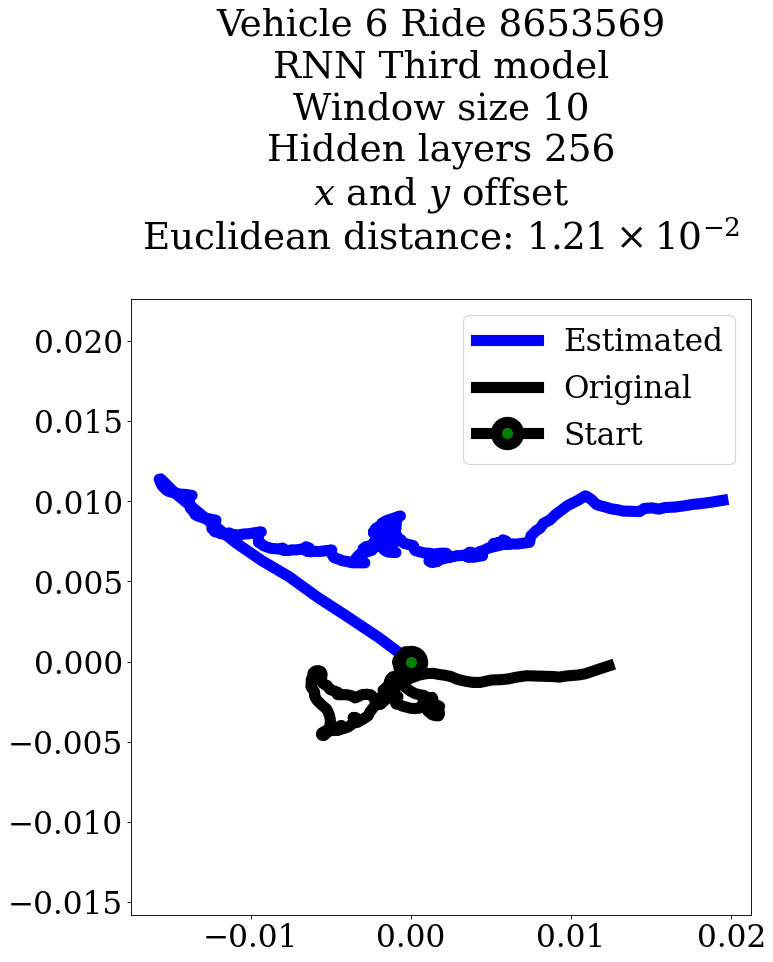 Vehicle 6 Ride 8653569
RNN Third model
Window size 10
Hidden layers 256
x and y offset
Euclidean distance: 1.21 × 10⁻²
Estimated
Original
Start
0.020
0.015
0.010
0.005
0.000
−0.005
−0.010
−0.015
−0.01 0.00 0.01 0.02